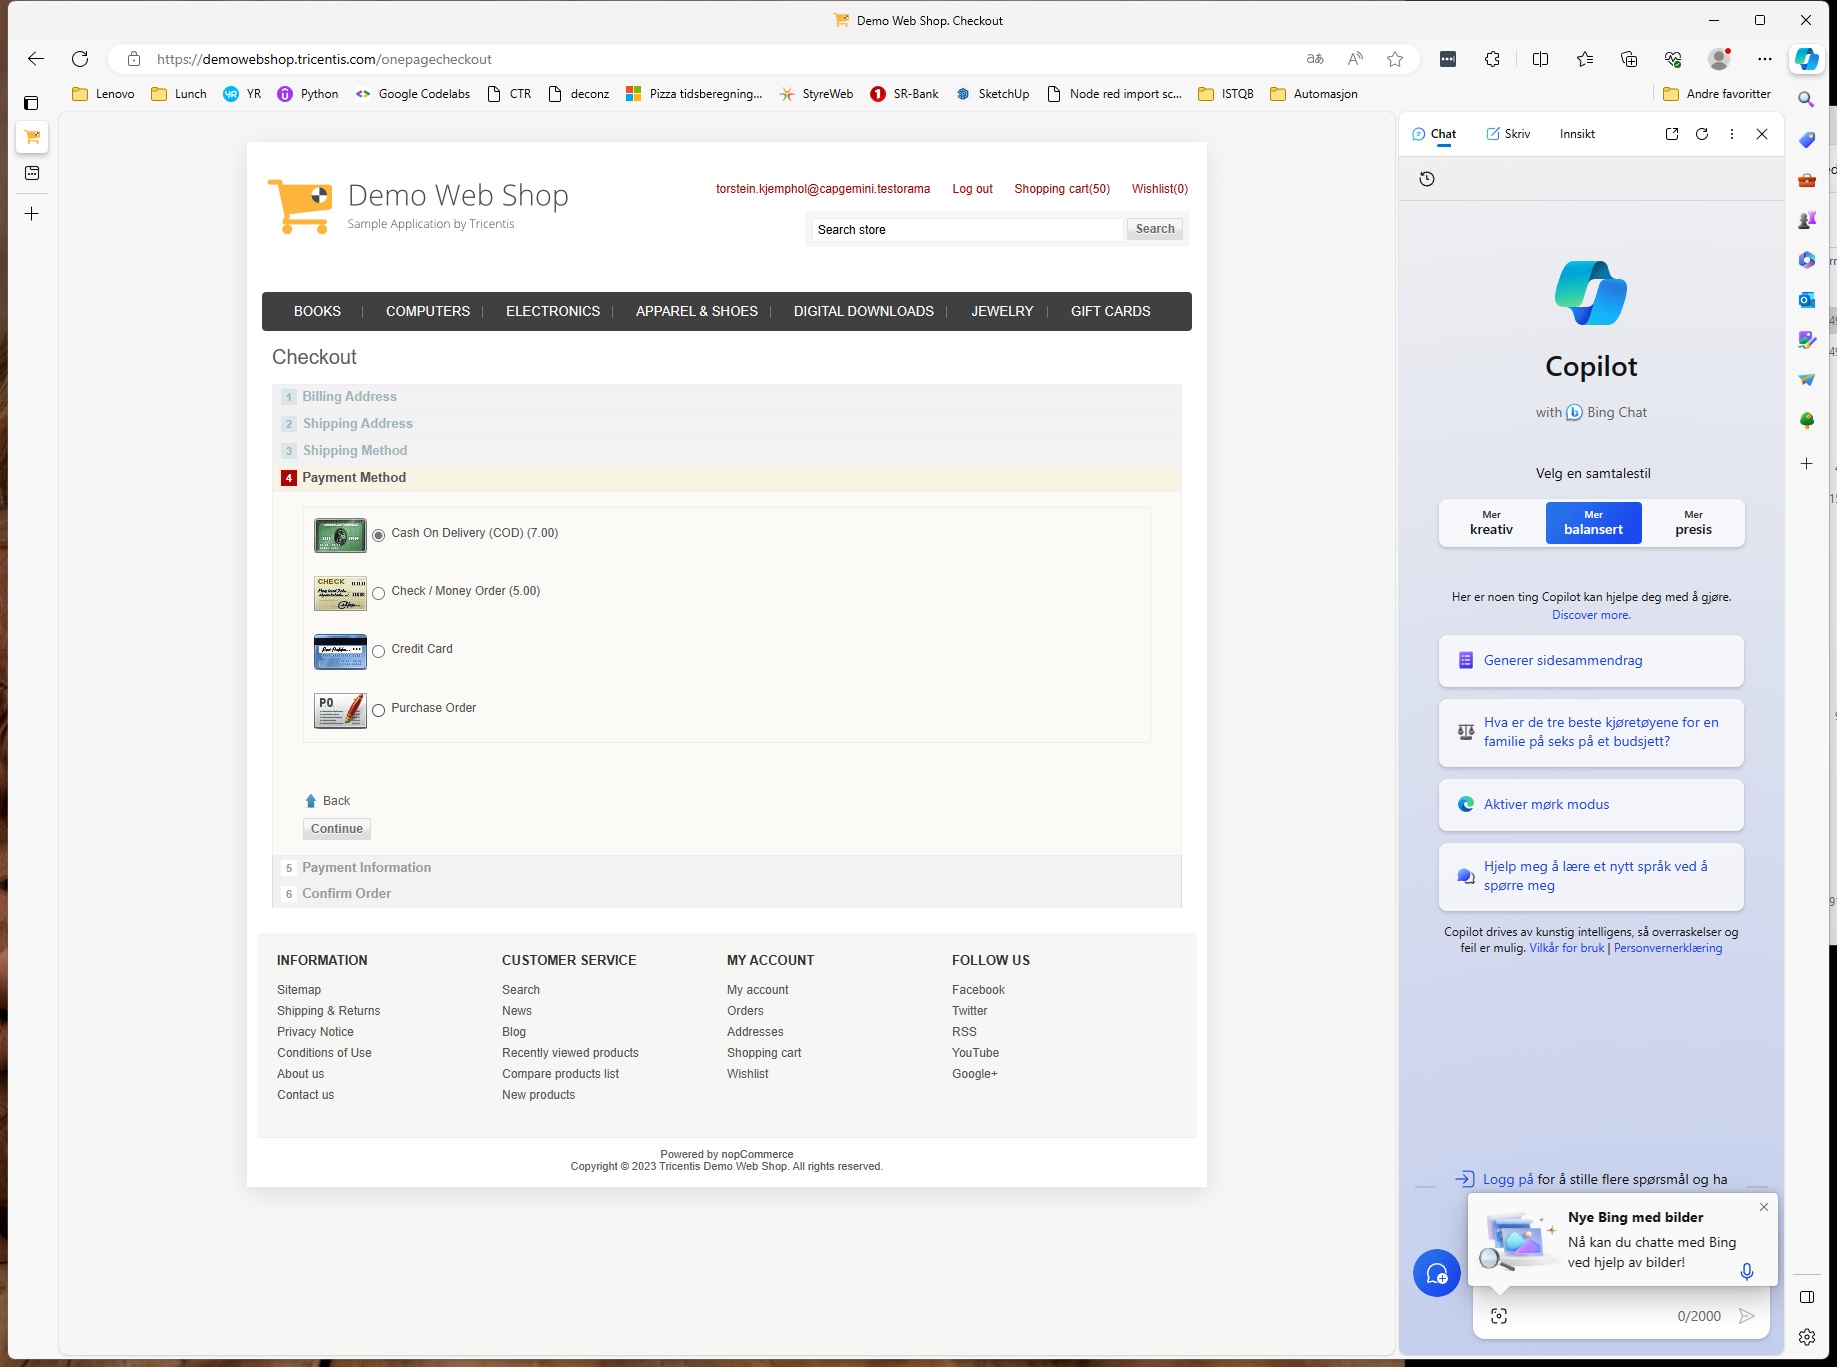 Demo Web Shop. Checkout
https://demowebshop.tricentis.com/onepagecheckout
Lenovo
Lunch
YR
Python
Google Codelabs
CTR
deconz
Pizza tidsberegning...
StyreWeb
SR-Bank
SketchUp
Node red import sc...
ISTQB
Automasjon
Andre favoritter
Demo Web Shop
Sample Application by Tricentis
torstein.kjemphol@capgemini.testorama
Log out
Shopping cart(50)
Wishlist(0)
Search store
Search
BOOKS
COMPUTERS
ELECTRONICS
APPAREL & SHOES
DIGITAL DOWNLOADS
JEWELRY
GIFT CARDS
Checkout
1 Billing Address
2 Shipping Address
3 Shipping Method
4 Payment Method
Cash On Delivery (COD) (7.00)
CHECK
Check / Money Order (5.00)
Credit Card
P.O.
Purchase Order
Back
Continue
5 Payment Information
6 Confirm Order
INFORMATION
Sitemap
Shipping & Returns
Privacy Notice
Conditions of Use
About us
Contact us
CUSTOMER SERVICE
Search
News
Blog
Recently viewed products
Compare products list
New products
MY ACCOUNT
My account
Orders
Addresses
Shopping cart
Wishlist
FOLLOW US
Facebook
Twitter
RSS
YouTube
Google+
Powered by nopCommerce
Copyright © 2023 Tricentis Demo Web Shop. All rights reserved.
Chat
Skriv
Innsikt
Copilot
with Bing Chat
Velg en samtalestil
Mer
kreativ
Mer
balansert
Mer
presis
Her er noen ting Copilot kan hjelpe deg med å gjøre.
Discover more.
Generer sidesammendrag
Hva er de tre beste kjøretøyene for en
familie på seks på et budsjett?
Aktiver mørk modus
Hjelp meg å lære et nytt språk ved å
spørre meg
Copilot drives av kunstig intelligens, så overraskelser og
feil er mulig. Vilkår for bruk | Personvernerklæring
Logg på for å stille flere spørsmål og ha
Nye Bing med bilder
Nå kan du chatte med Bing
ved hjelp av bilder!
0/2000